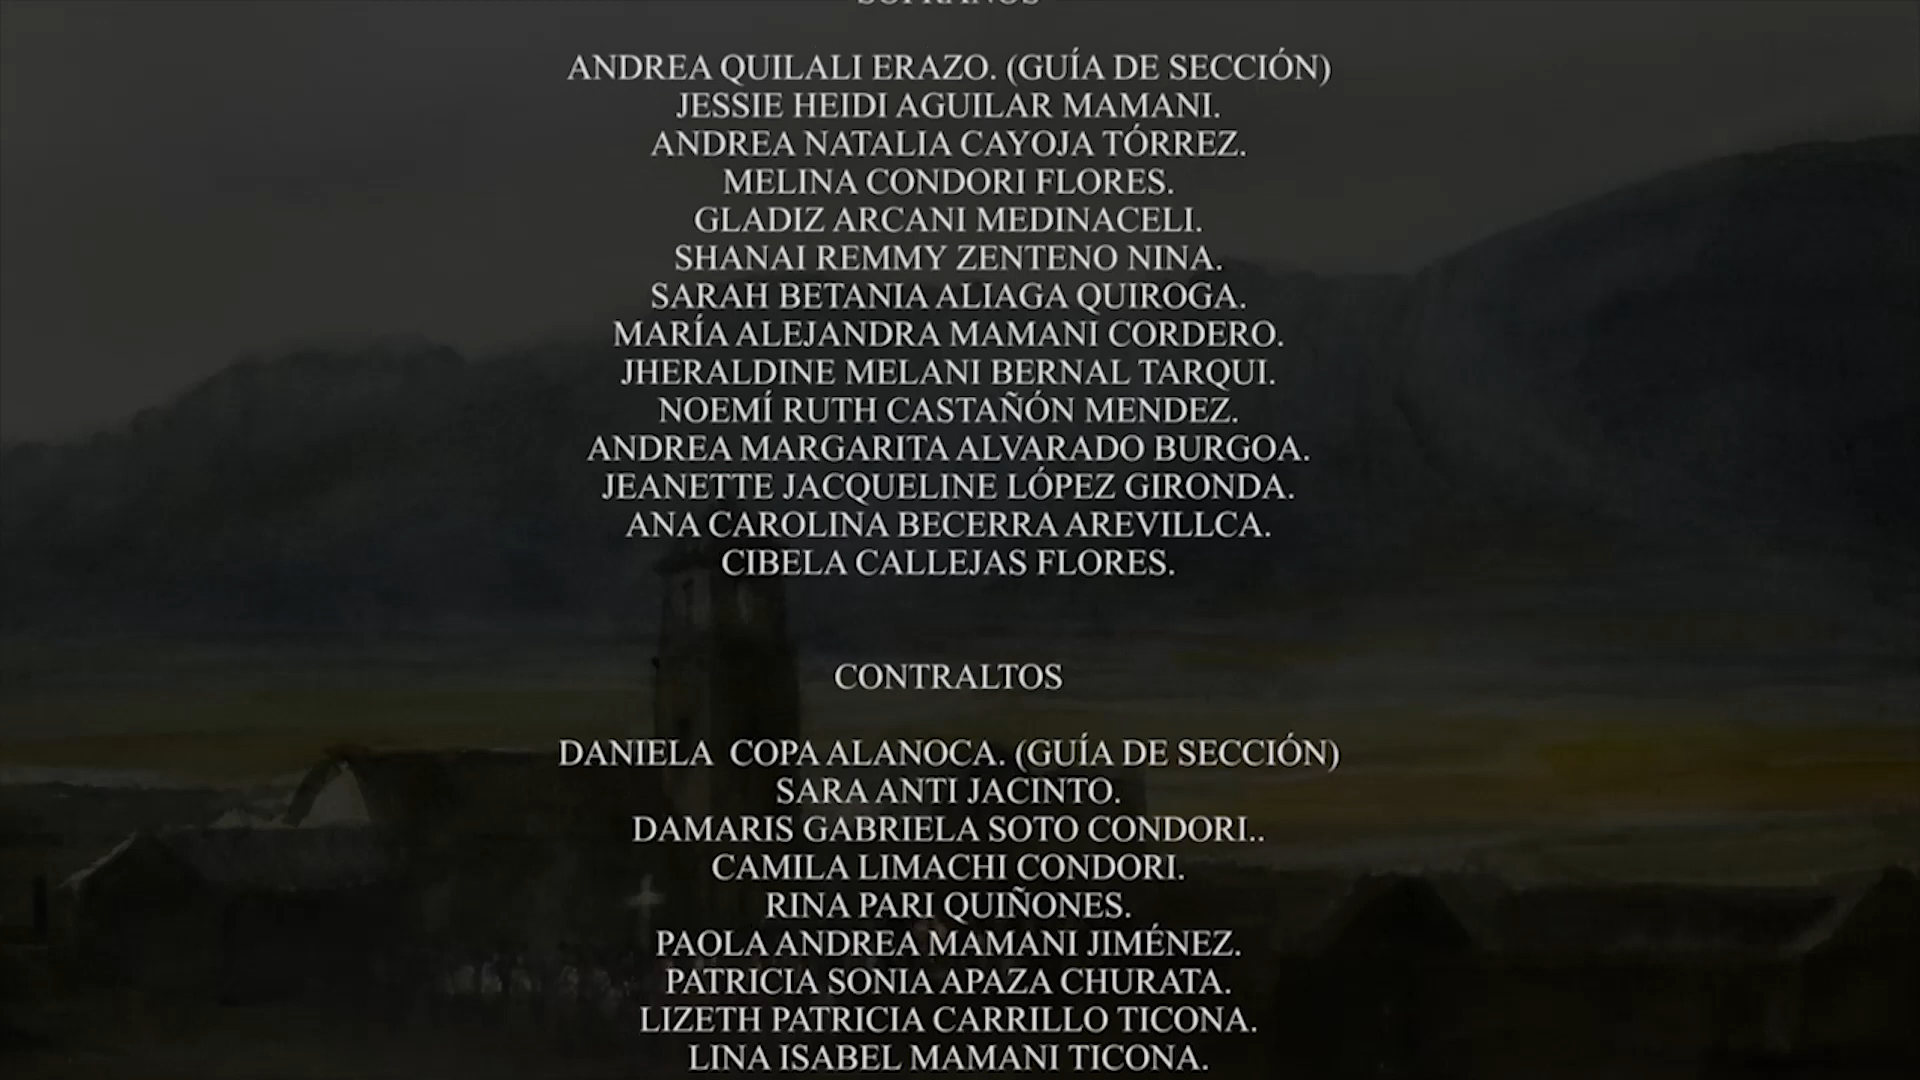 SOPRANOS
ANDREA QUILALI ERAZO. (GUÍA DE SECCIÓN)
JESSIE HEIDI AGUILAR MAMANI.
ANDREA NATALIA CAYOJA TÓRREZ.
MELINA CONDORI FLORES.
GLADIZ ARCANI MEDINACELI.
SHANAI REMMY ZENTENO NINA.
SARAH BETANIA ALIAGA QUIROGA.
MARÍA ALEJANDRA MAMANI CORDERO.
JHERALDINE MELANI BERNAL TARQUI.
NOEMÍ RUTH CASTAÑÓN MENDEZ.
ANDREA MARGARITA ALVARADO BURGOA.
JEANETTE JACQUELINE LÓPEZ GIRONDA.
ANA CAROLINA BECERRA AREVILLCA.
CIBELA CALLEJAS FLORES.
CONTRALTOS
DANIELA  COPA ALANOCA. (GUÍA DE SECCIÓN)
SARA ANTI JACINTO.
DAMARIS GABRIELA SOTO CONDORI..
CAMILA LIMACHI CONDORI.
RINA PARI QUIÑONES.
PAOLA ANDREA MAMANI JIMÉNEZ.
PATRICIA SONIA APAZA CHURATA.
LIZETH PATRICIA CARRILLO TICONA.
LINA ISABEL MAMANI TICONA.